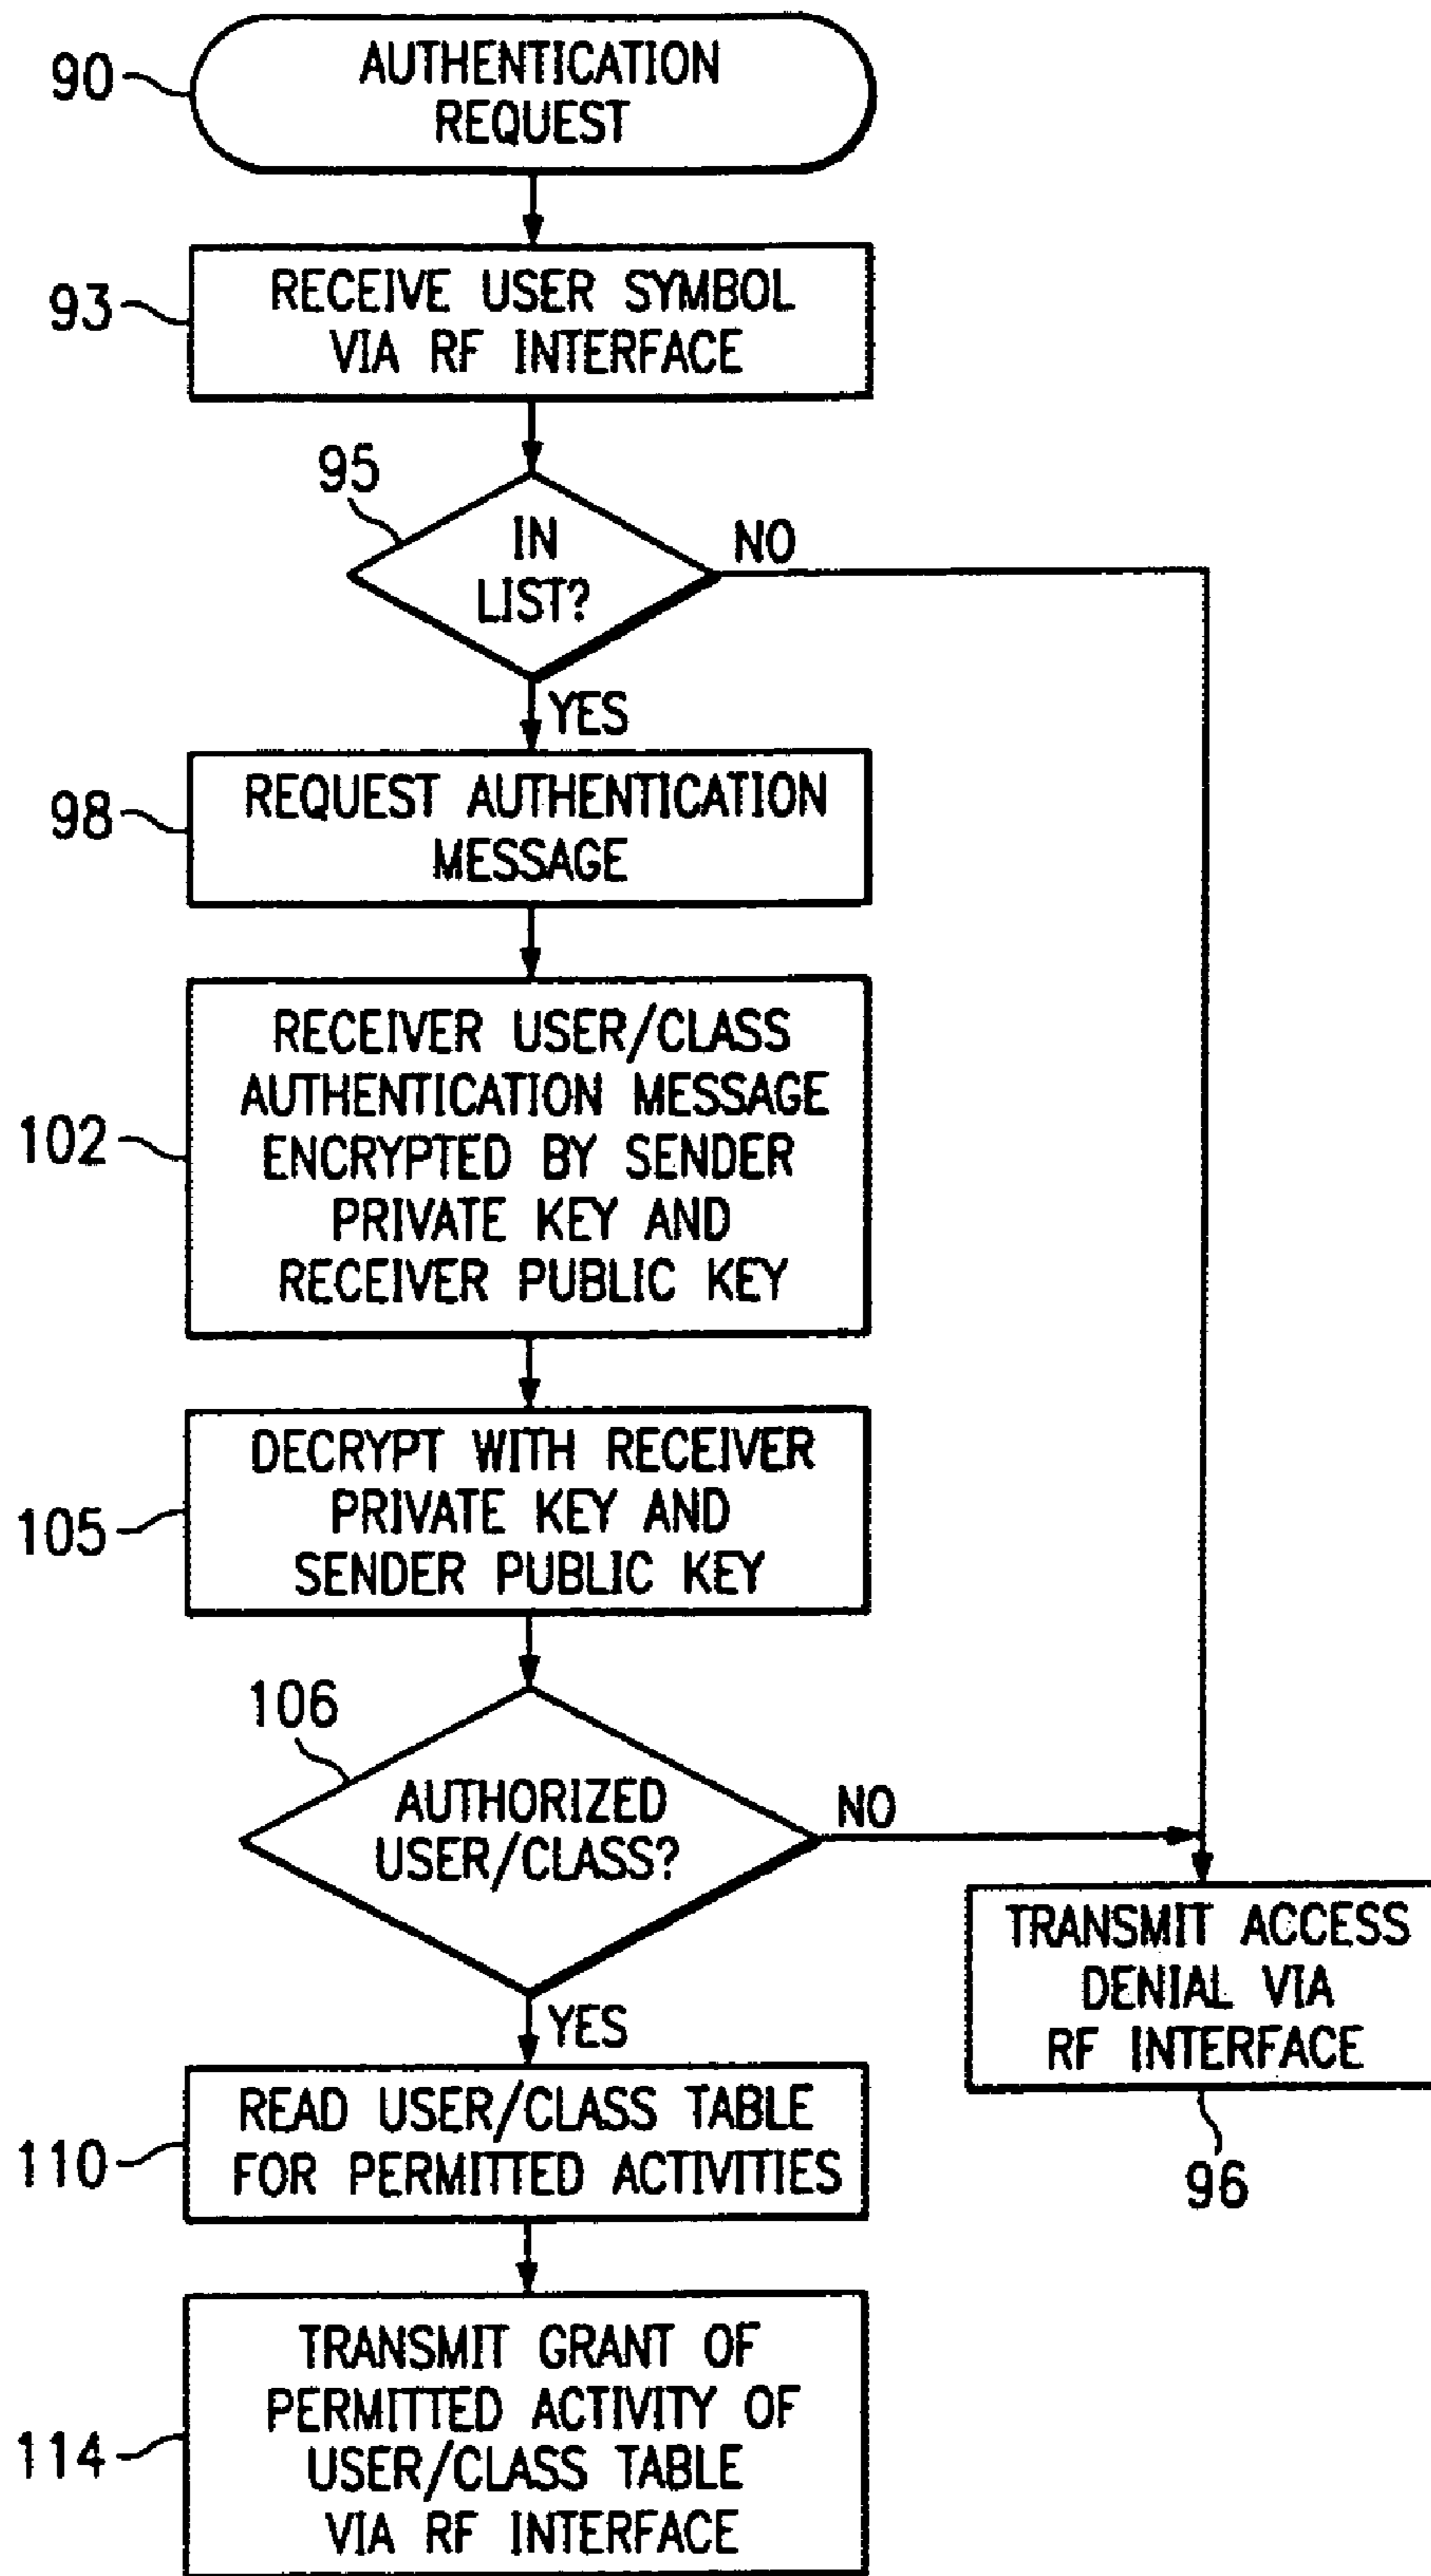 90
AUTHENTICATION
REQUEST
93
RECEIVE USER SYMBOL
VIA RF INTERFACE
95
IN
LIST?
NO
YES
98
REQUEST AUTHENTICATION
MESSAGE
102
RECEIVER USER/CLASS
AUTHENTICATION MESSAGE
ENCRYPTED BY SENDER
PRIVATE KEY AND
RECEIVER PUBLIC KEY
105
DECRYPT WITH RECEIVER
PRIVATE KEY AND
SENDER PUBLIC KEY
106
AUTHORIZED
USER/CLASS?
NO
YES
TRANSMIT ACCESS
DENIAL VIA
RF INTERFACE
96
110
READ USER/CLASS TABLE
FOR PERMITTED ACTIVITIES
114
TRANSMIT GRANT OF
PERMITTED ACTIVITY OF
USER/CLASS TABLE
VIA RF INTERFACE